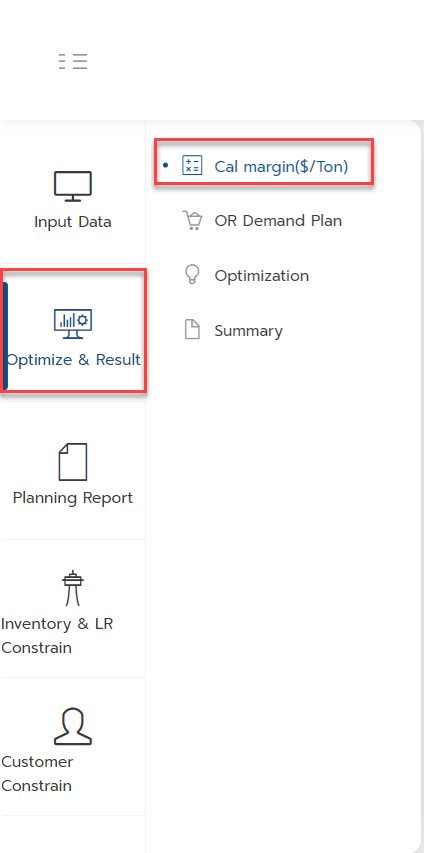 Input Data
Optimize & Result
Planning Report
Inventory & LR
Constrain
Customer
Constrain
Cal margin($/Ton)
OR Demand Plan
Optimization
Summary